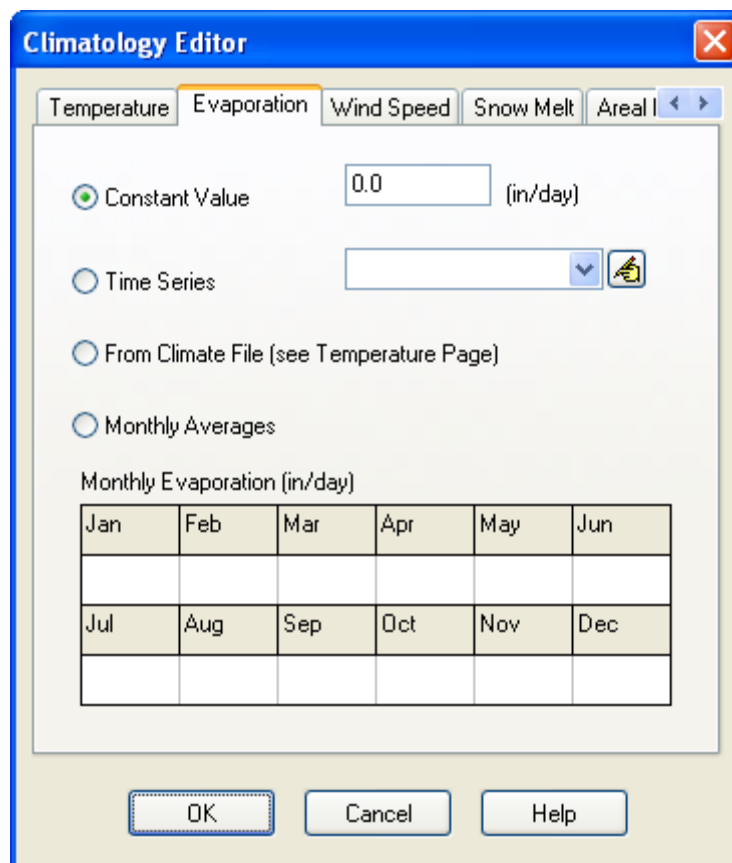 Climatology Editor
Temperature Evaporation Wind Speed Snow Melt Areal
Constant Value 0.0 (in/day)
Time Series
From Climate File (see Temperature Page)
Monthly Averages
Monthly Evaporation (in/day)
Jan Feb Mar Apr May Jun
Jul Aug Sep Oct Nov Dec
OK Cancel Help